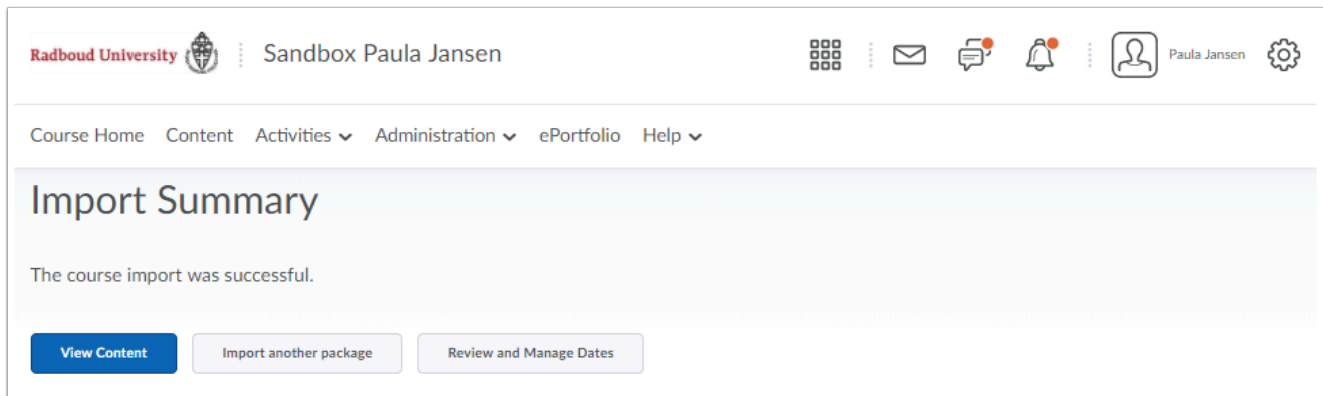 Radboud University Sandbox Paula Jansen Paula Jansen
Course Home Content Activities Administration ePortfolio Help
Import Summary
The course import was successful.
View Content Import another package Review and Manage Dates